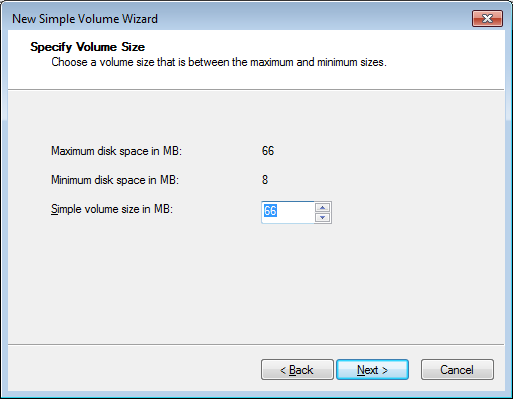 New Simple Volume Wizard
Specify Volume Size
Choose a volume size that is between the maximum and minimum sizes.
Maximum disk space in MB: 66
Minimum disk space in MB: 8
Simple volume size in MB: 66
< Back Next > Cancel